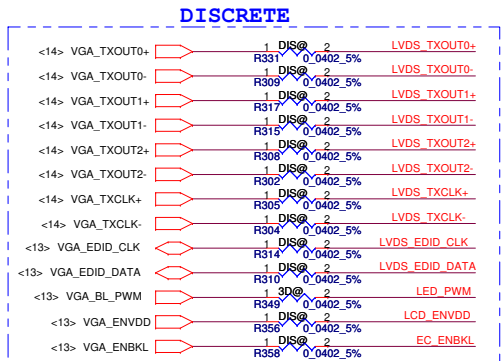 DISCRETE
<14> VGA_TXOUT0+ 1 DIS@ 2 LVDS_TXOUT0+
R331 0_0402_5%
<14> VGA_TXOUT0- 1 DIS@ 2 LVDS_TXOUT0-
R309 0_0402_5%
<14> VGA_TXOUT1+ 1 DIS@ 2 LVDS_TXOUT1+
R317 0_0402_5%
<14> VGA_TXOUT1- 1 DIS@ 2 LVDS_TXOUT1-
R315 0_0402_5%
<14> VGA_TXOUT2+ 1 DIS@ 2 LVDS_TXOUT2+
R308 0_0402_5%
<14> VGA_TXOUT2- 1 DIS@ 2 LVDS_TXOUT2-
R302 0_0402_5%
<14> VGA_TXCLK+ 1 DIS@ 2 LVDS_TXCLK+
R305 0_0402_5%
<14> VGA_TXCLK- 1 DIS@ 2 LVDS_TXCLK-
R304 0_0402_5%
<13> VGA_EDID_CLK 1 DIS@ 2 LVDS_EDID_CLK
R314 0_0402_5%
<13> VGA_EDID_DATA 1 DIS@ 2 LVDS_EDID_DATA
R310 0_0402_5%
<13> VGA_BL_PWM 1 3D@ 2 LED_PWM
R349 0_0402_5%
<13> VGA_ENVDD 1 DIS@ 2 LCD_ENVDD
R356 0_0402_5%
<13> VGA_ENBKL 1 DIS@ 2 EC_ENBKL
R358 0_0402_5%